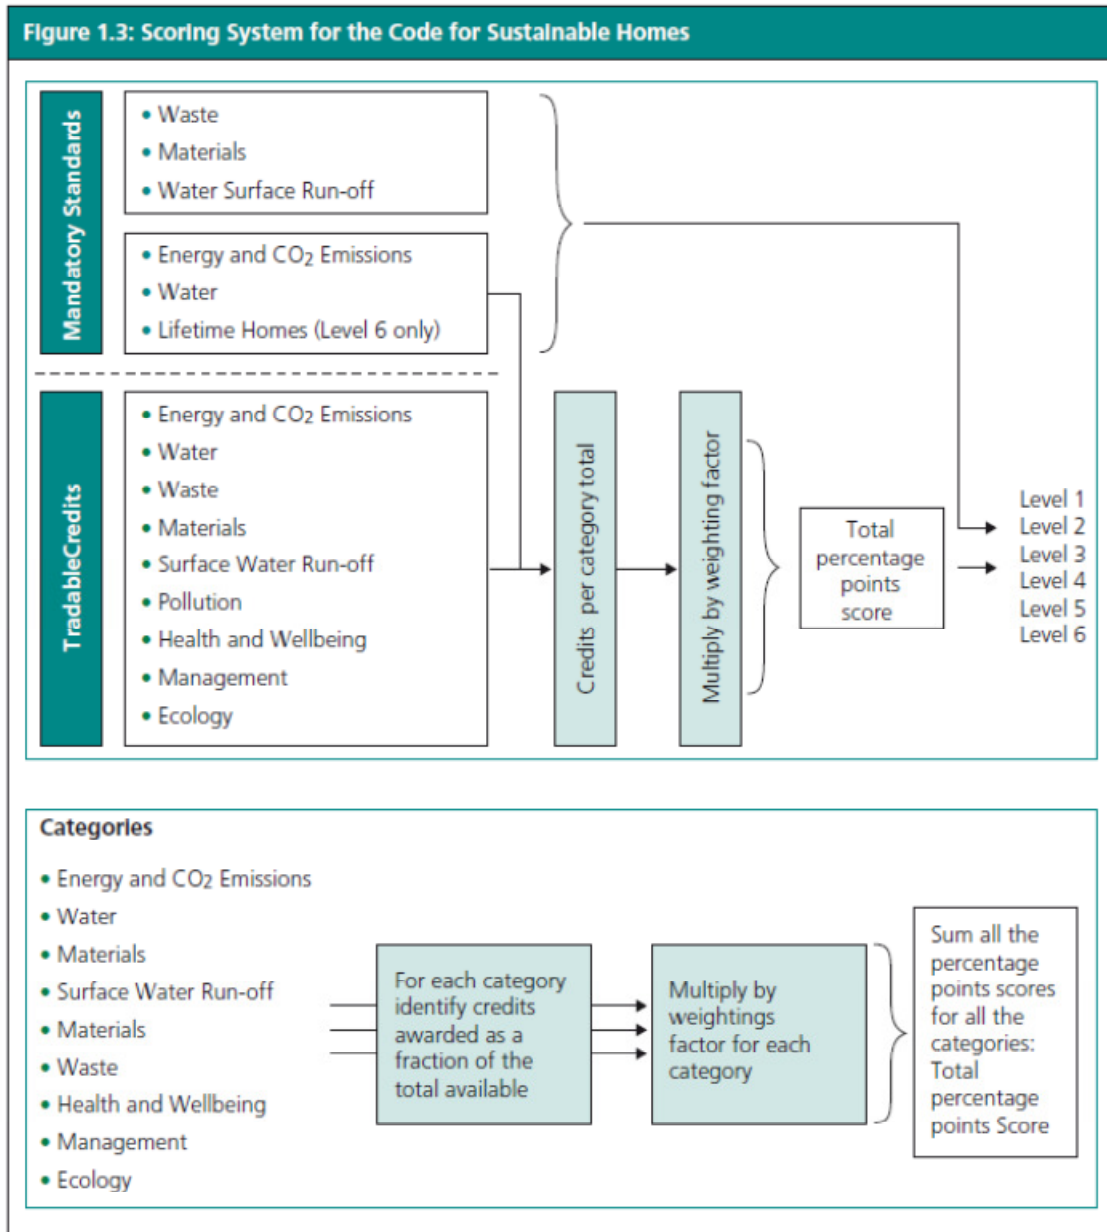 Figure 1.3: Scoring System for the Code for Sustainable Homes
Mandatory Standards
• Waste
• Materials
• Water Surface Run-off
• Energy and CO2 Emissions
• Water
• Lifetime Homes (Level 6 only)
TradableCredits
• Energy and CO2 Emissions
• Water
• Waste
• Materials
• Surface Water Run-off
• Pollution
• Health and Wellbeing
• Management
• Ecology
Credits per category total
Multiply by weighting factor
Total
percentage
points
score
Level 1
Level 2
Level 3
Level 4
Level 5
Level 6
Categories
• Energy and CO2 Emissions
• Water
• Materials
• Surface Water Run-off
• Materials
• Waste
• Health and Wellbeing
• Management
• Ecology
For each category
identify credits
awarded as a
fraction of the
total available
Multiply by
weightings
factor for each
category
Sum all the
percentage
points scores
for all the
categories:
Total
percentage
points Score